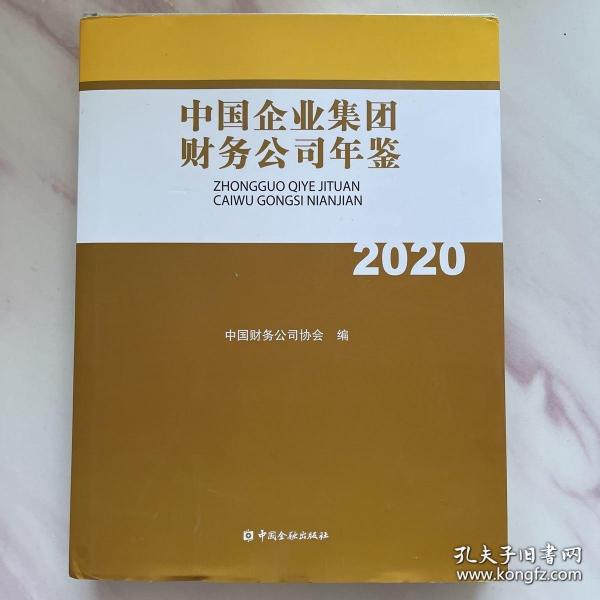 中国企业集团
财务公司年鉴
ZHONGGUO QIYE JITUAN
CAIWU GONGSI NIANJIAN
2020
中国财务公司协会 编
中国金融出版社
孔夫子旧书网
www.kongfz.com